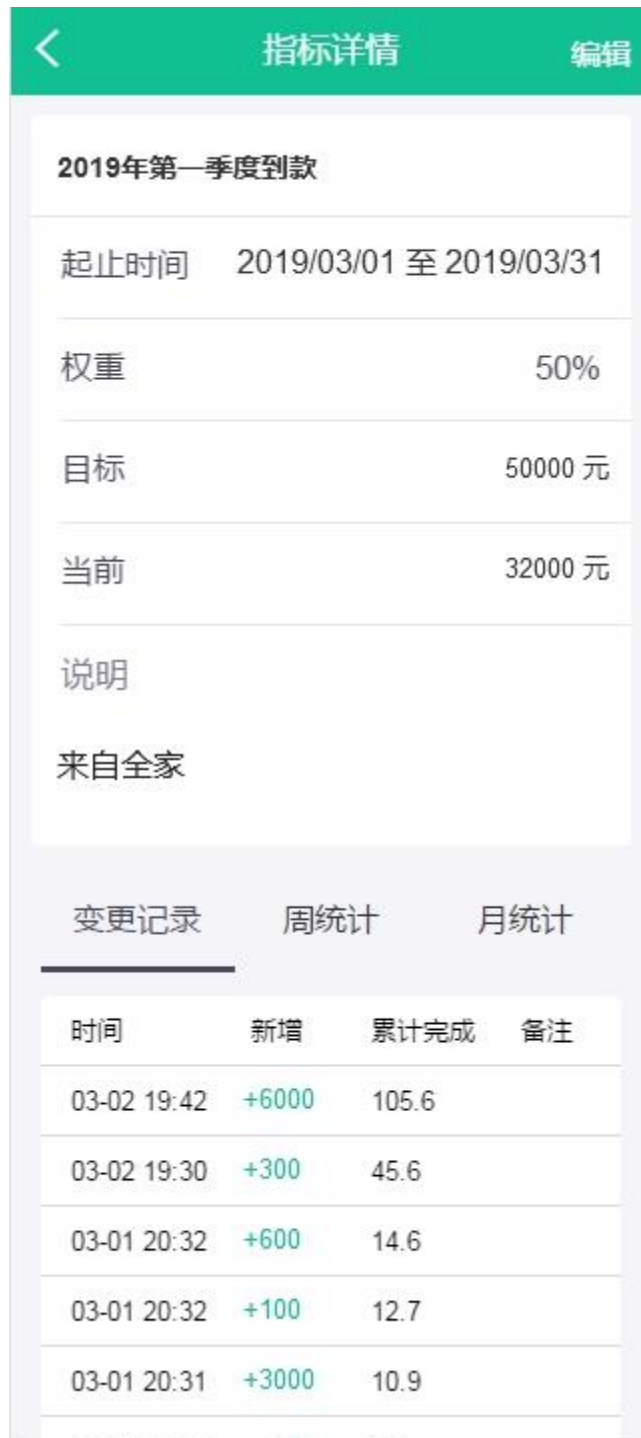 指标详情 编辑
2019年第一季度到款
起止时间 2019/03/01 至 2019/03/31
权重 50%
目标 50000 元
当前 32000 元
说明
来自全家
变更记录 周统计 月统计
时间 新增 累计完成 备注
03-02 19:42 +6000 105.6
03-02 19:30 +300 45.6
03-01 20:32 +600 14.6
03-01 20:32 +100 12.7
03-01 20:31 +3000 10.9